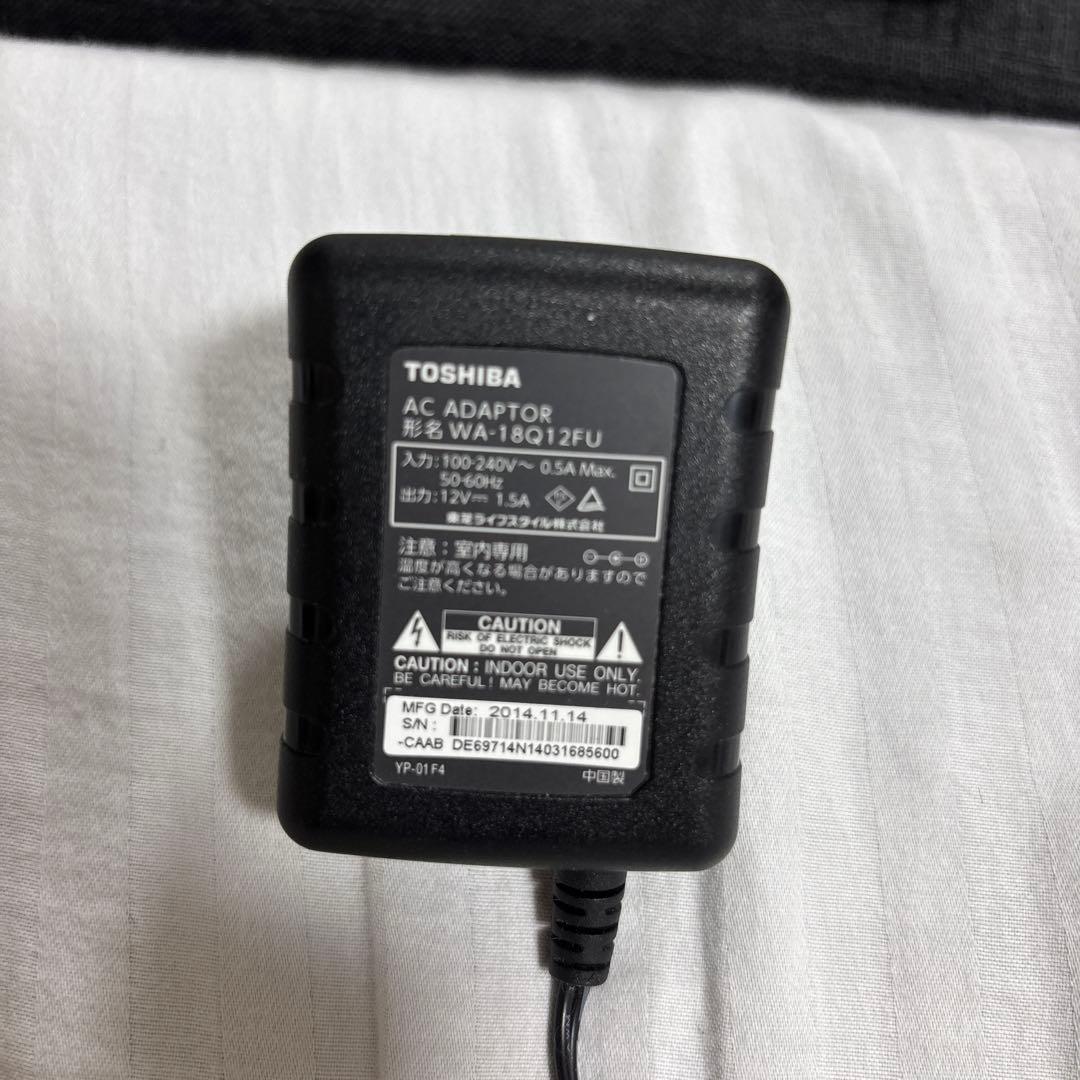 TOSHIBA
AC ADAPTOR
形名 WA-18Q12FU
入力:100-240V～ 0.5A Max.
50-60Hz
出力:12V⎓ 1.5A
東芝ライフスタイル株式会社
注意:室内専用
温度が高くなる場合がありますので
ご注意ください。
CAUTION
RISK OF ELECTRIC SHOCK
DO NOT OPEN
CAUTION : INDOOR USE ONLY.
BE CAREFUL! MAY BECOME HOT.
MFG Date: 2014.11.14
S/N :
-CAAB DE69714N14031685600
YP-01F4 中国製